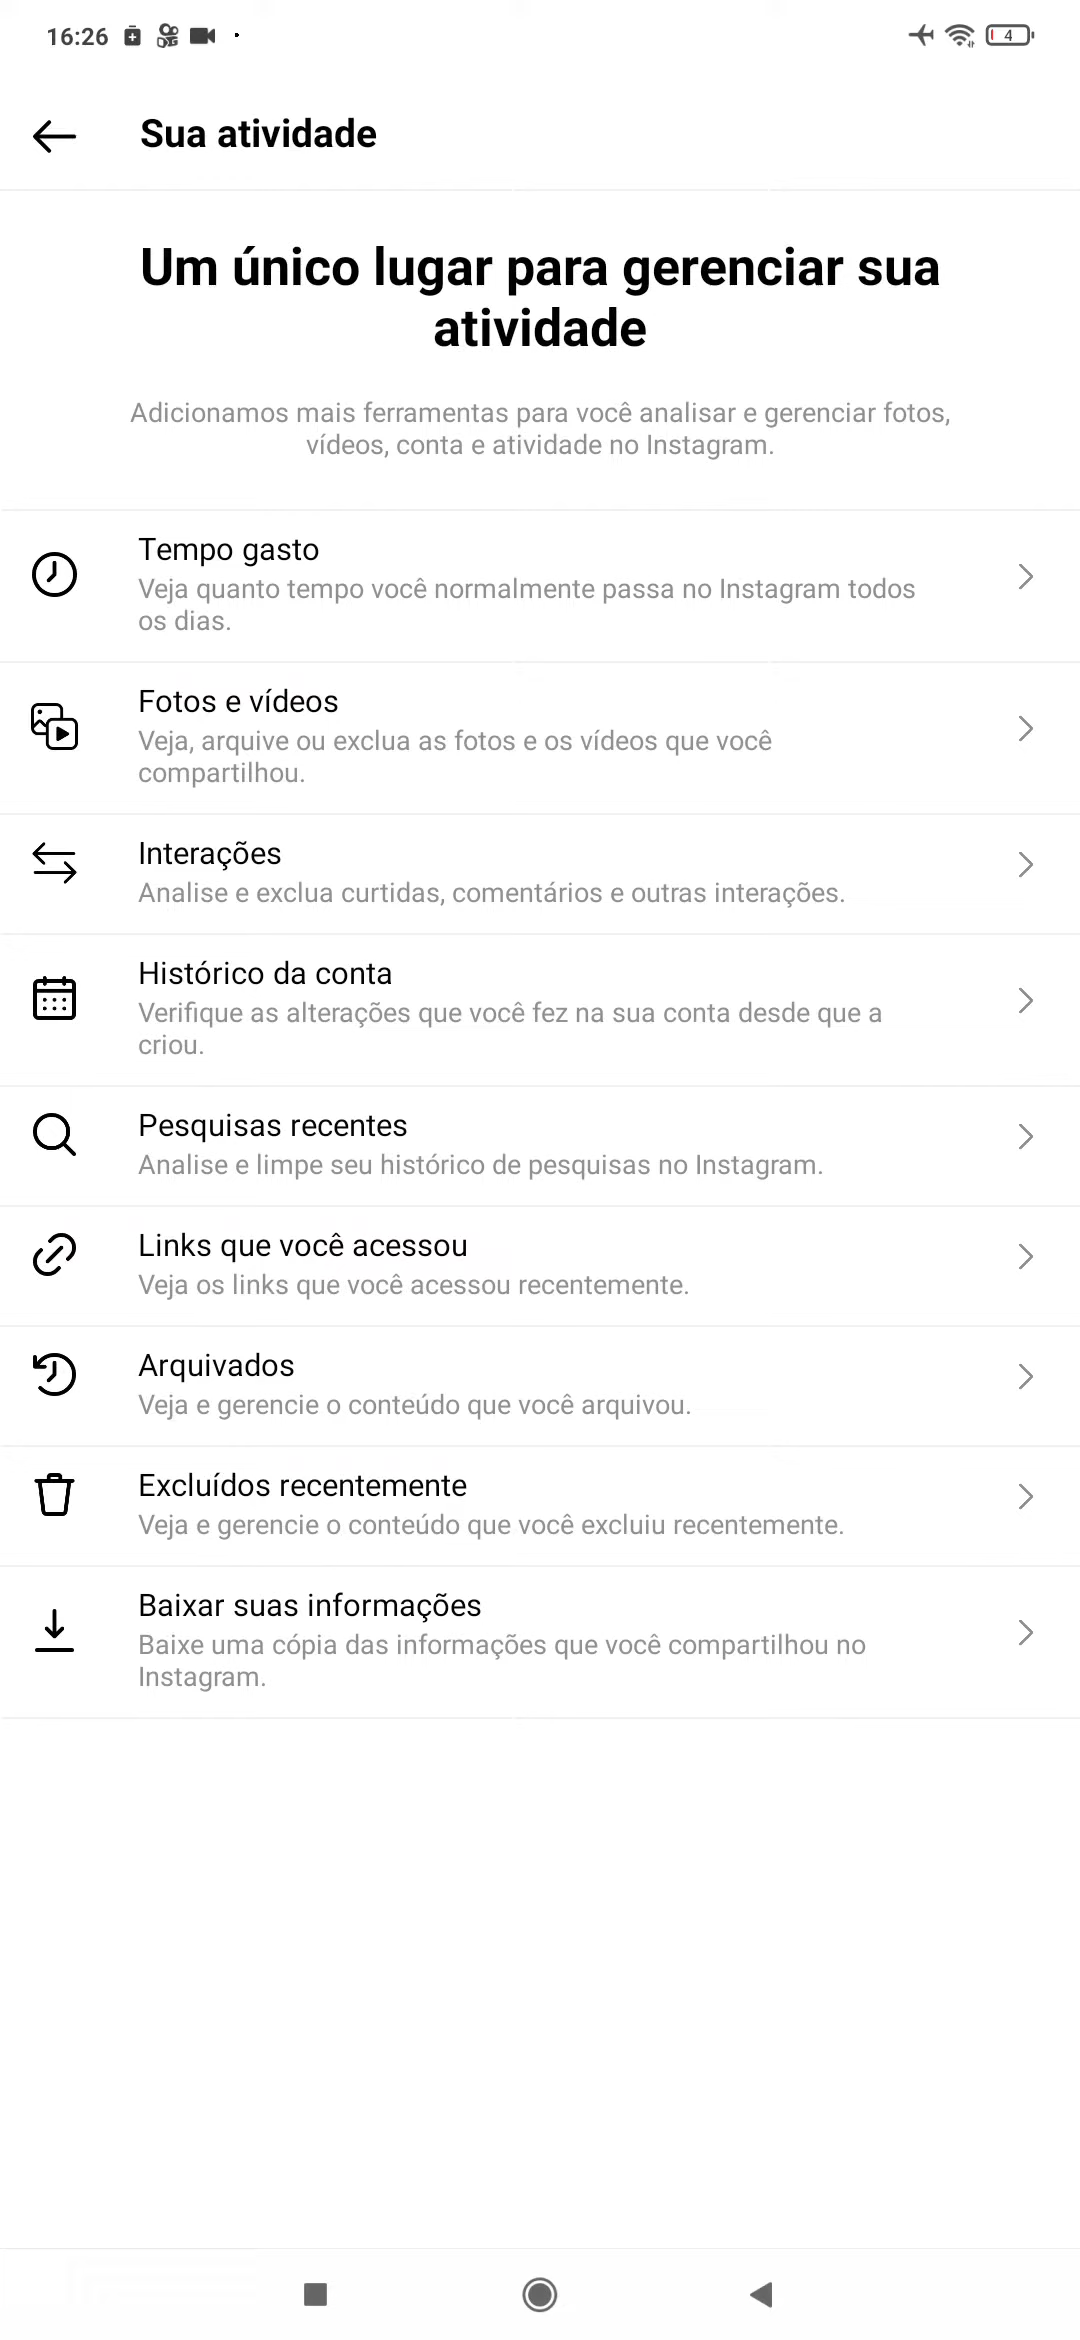 16:26
4
Sua atividade
Um único lugar para gerenciar sua
atividade
Adicionamos mais ferramentas para você analisar e gerenciar fotos,
vídeos, conta e atividade no Instagram.
Tempo gasto
Veja quanto tempo você normalmente passa no Instagram todos
os dias.
Fotos e vídeos
Veja, arquive ou exclua as fotos e os vídeos que você
compartilhou.
Interações
Analise e exclua curtidas, comentários e outras interações.
Histórico da conta
Verifique as alterações que você fez na sua conta desde que a
criou.
Pesquisas recentes
Analise e limpe seu histórico de pesquisas no Instagram.
Links que você acessou
Veja os links que você acessou recentemente.
Arquivados
Veja e gerencie o conteúdo que você arquivou.
Excluídos recentemente
Veja e gerencie o conteúdo que você excluiu recentemente.
Baixar suas informações
Baixe uma cópia das informações que você compartilhou no
Instagram.